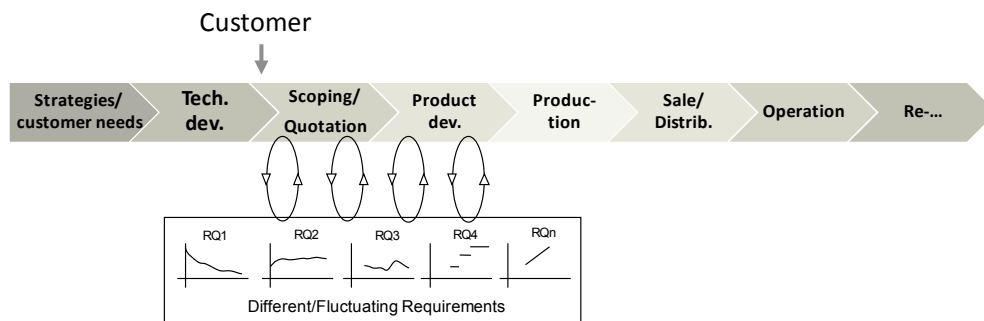 Customer
Strategies/
customer needs
Tech.
dev.
Scoping/
Quotation
Product
dev.
Produc-
tion
Sale/
Distrib.
Operation
Re-...
RQ1
RQ2
RQ3
RQ4
RQn
Different/Fluctuating Requirements